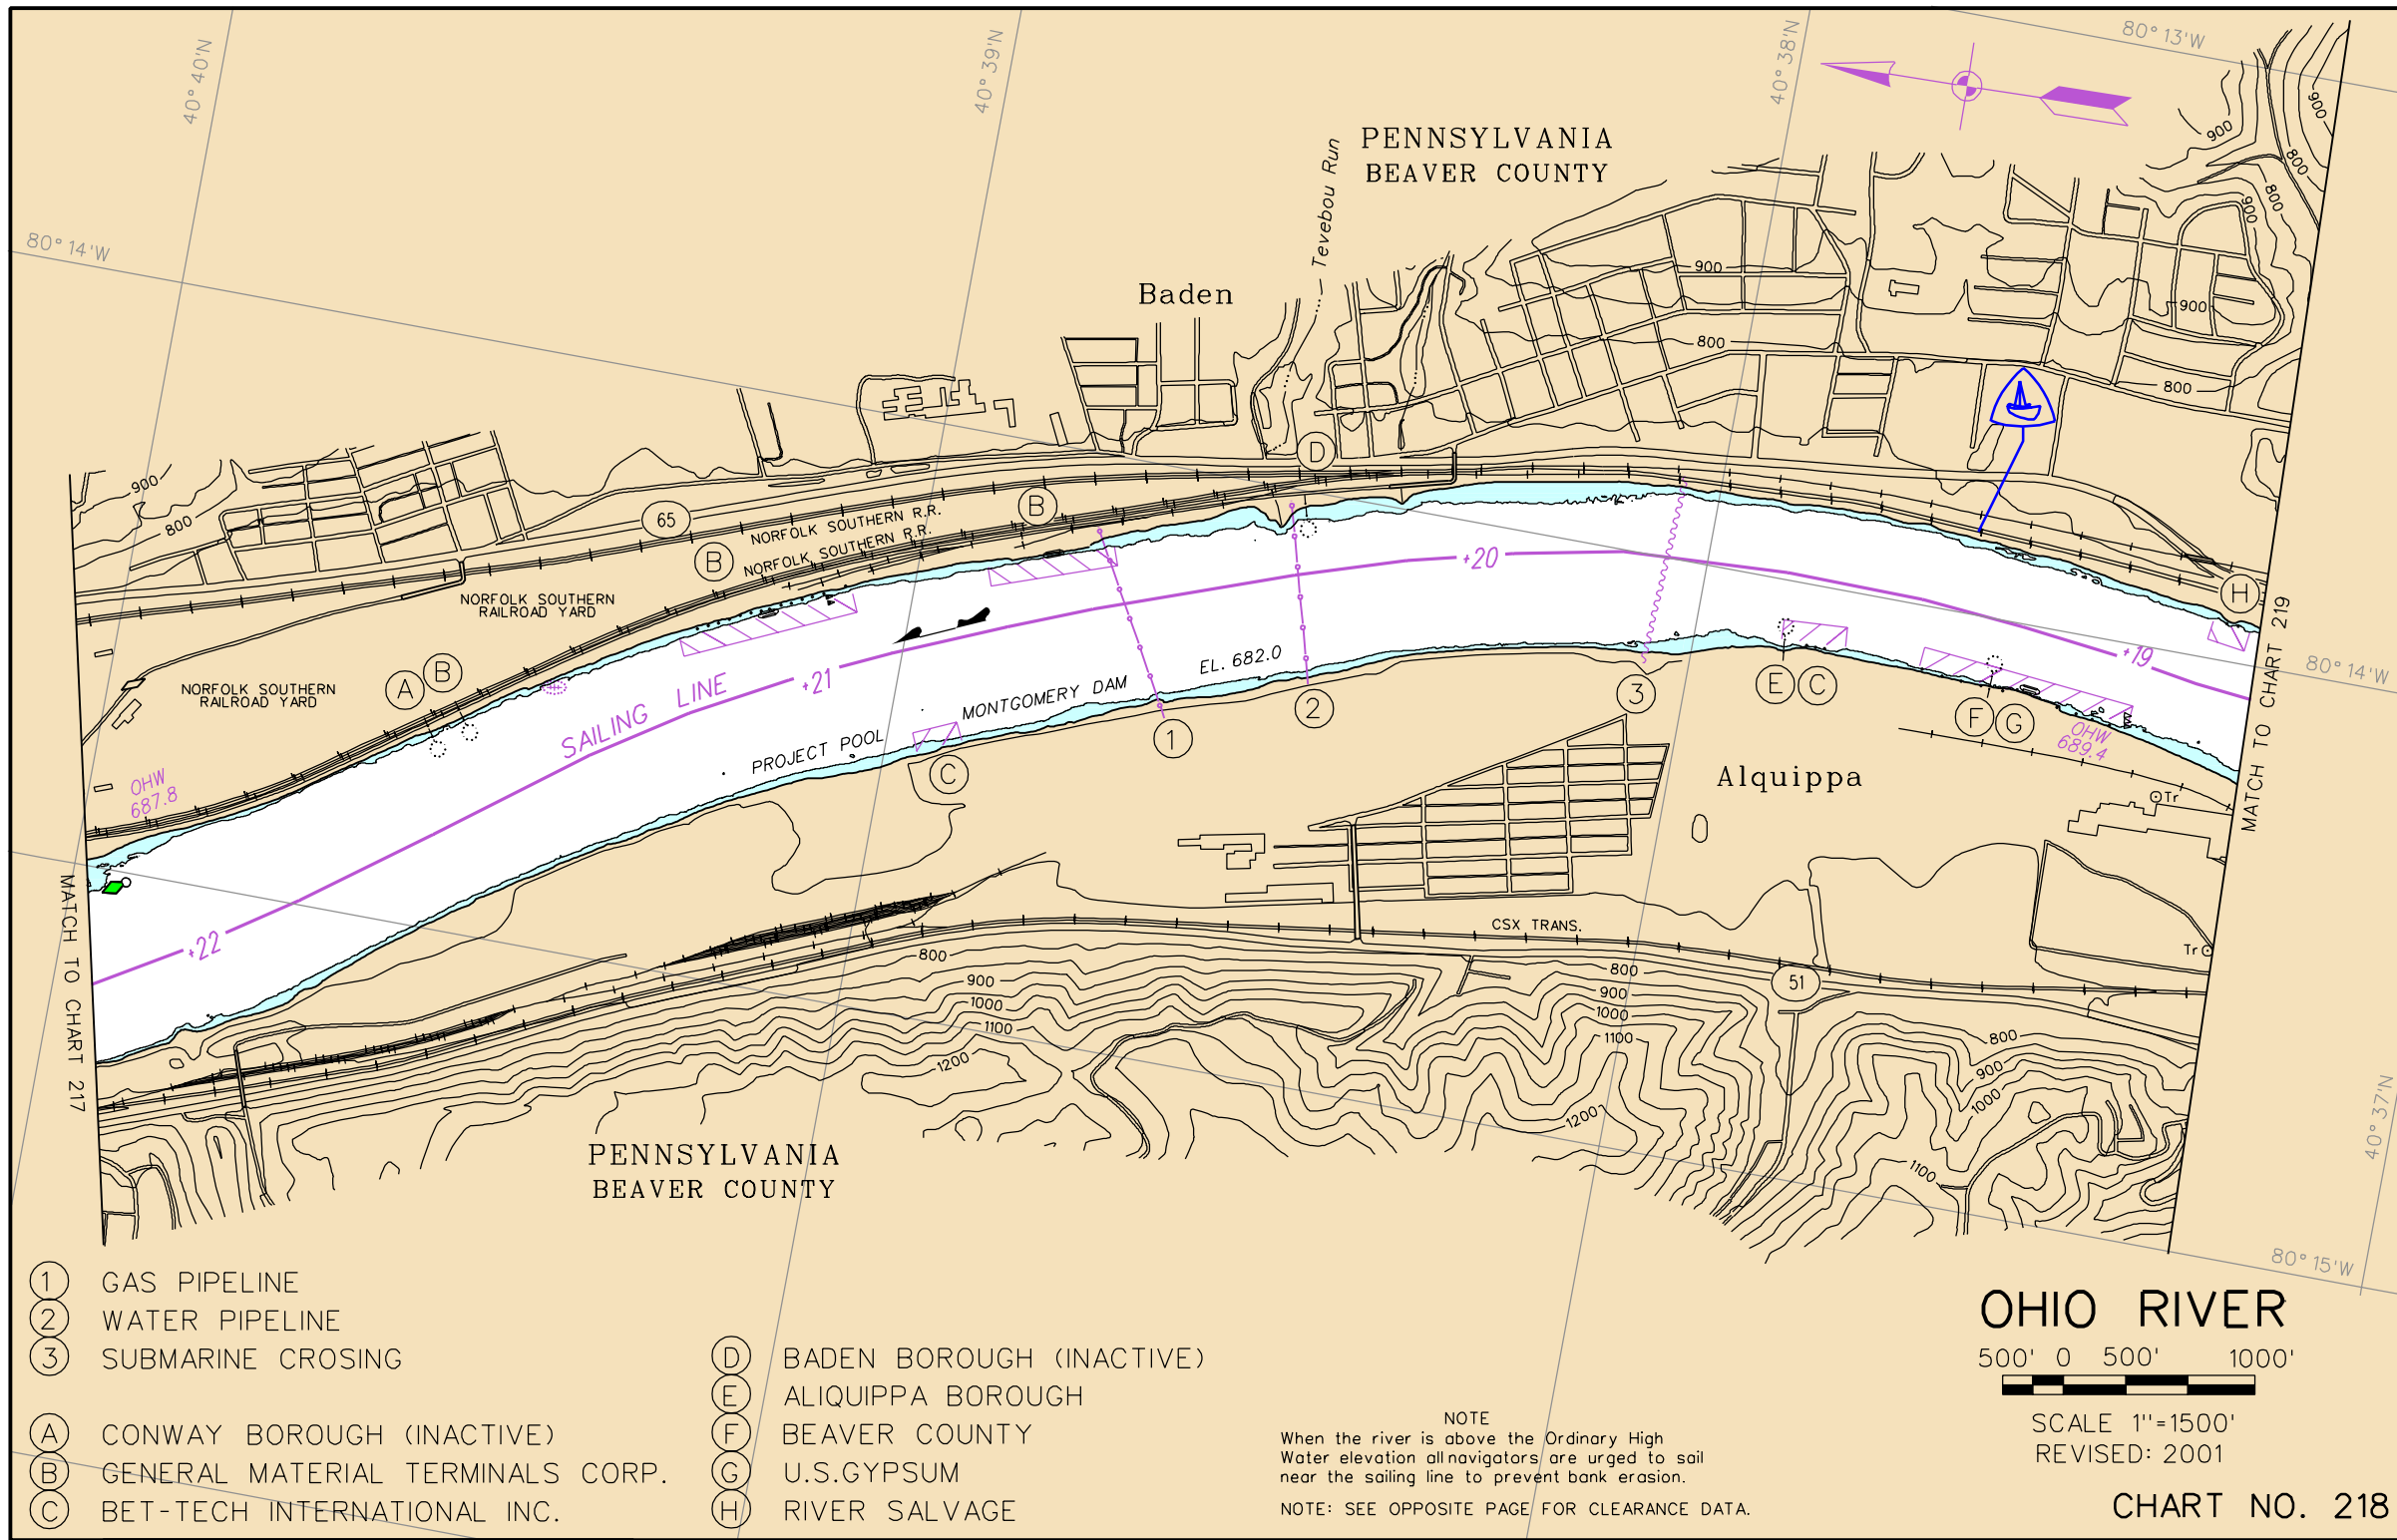 80°13'W
40°40'N
40°39'N
40°38'N
900
900
800
900
800
PENNSYLVANIA
BEAVER COUNTY
Tevebou Run
80°14'W
Baden
900
900
800
800
900
800
D
B
65
NORFOLK SOUTHERN R.R.
NORFOLK SOUTHERN R.R.
B
NORFOLK SOUTHERN
RAILROAD YARD
+20
H
MATCH TO CHART 219
+19
80°14'W
EL. 682.0
MONTGOMERY DAM
PROJECT POOL
NORFOLK SOUTHERN
RAILROAD YARD
A
B
SAILING LINE
+21
1
2
3
E
C
F
G
OHW
689.4
C
OHW
687.8
Alquippa
Tr
MATCH TO CHART 217
+22
CSX TRANS.
Tr
51
800
900
1000
1100
1200
800
900
1000
1100
1200
800
900
1000
1100
40°37'N
PENNSYLVANIA
BEAVER COUNTY
80°15'W
1 GAS PIPELINE
2 WATER PIPELINE
3 SUBMARINE CROSING
A CONWAY BOROUGH (INACTIVE)
B GENERAL MATERIAL TERMINALS CORP.
C BET-TECH INTERNATIONAL INC.
D BADEN BOROUGH (INACTIVE)
E ALIQUIPPA BOROUGH
F BEAVER COUNTY
G U.S.GYPSUM
H RIVER SALVAGE
NOTE
When the river is above the Ordinary High
Water elevation all navigators are urged to sail
near the sailing line to prevent bank erasion.
NOTE: SEE OPPOSITE PAGE FOR CLEARANCE DATA.
OHIO RIVER
500' 0 500' 1000'
SCALE 1"=1500'
REVISED: 2001
CHART NO. 218